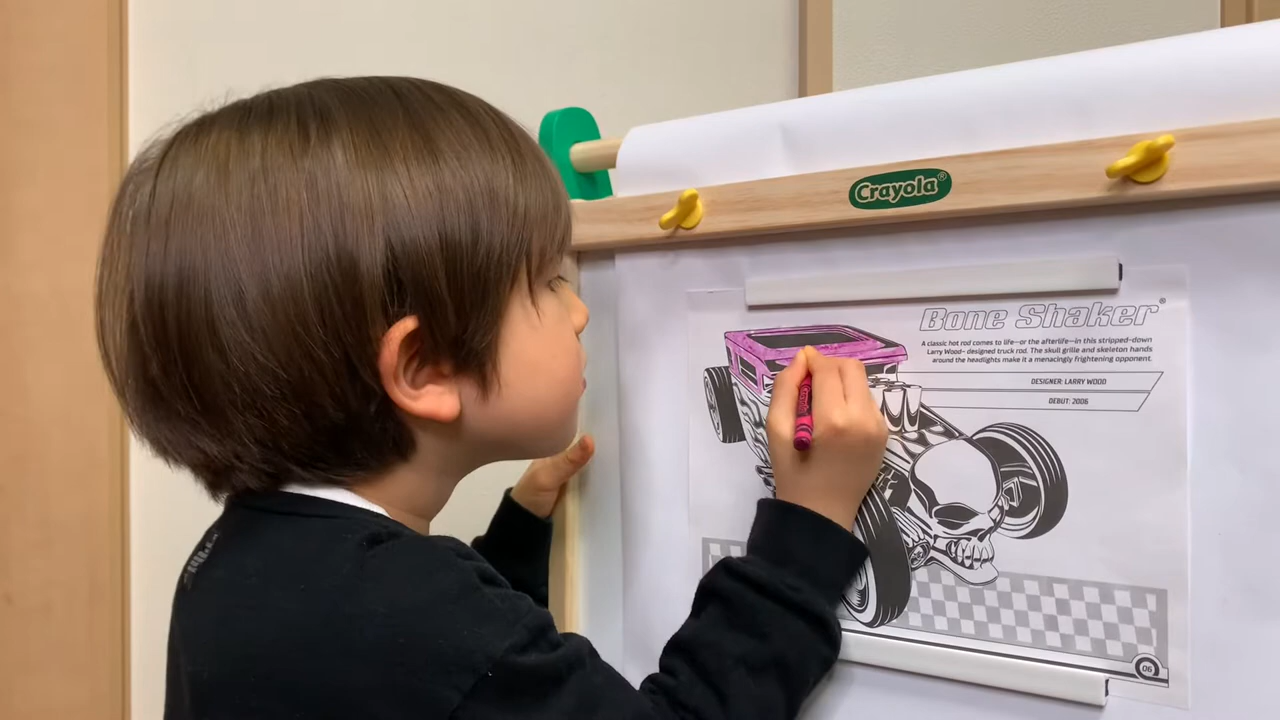 Crayola®
Bone Shaker®
A classic hot rod comes to life—or the afterlife—in this stripped-down
Larry Wood- designed truck rod. The skull grille and skeleton hands
around the headlights make it a menacingly frightening opponent.
DESIGNER: LARRY WOOD
DEBUT: 2006
Crayola
06